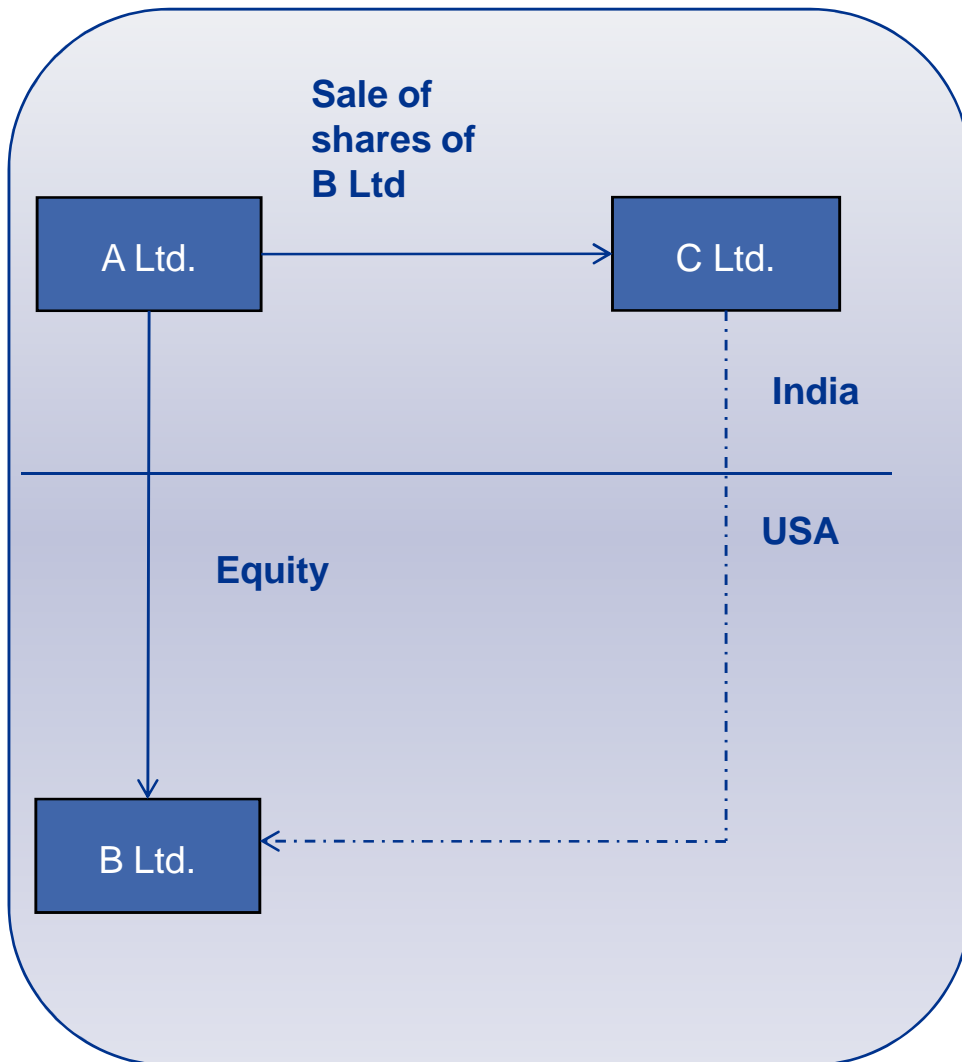 Sale of
shares of
B Ltd
A Ltd.
C Ltd.
India
USA
Equity
B Ltd.